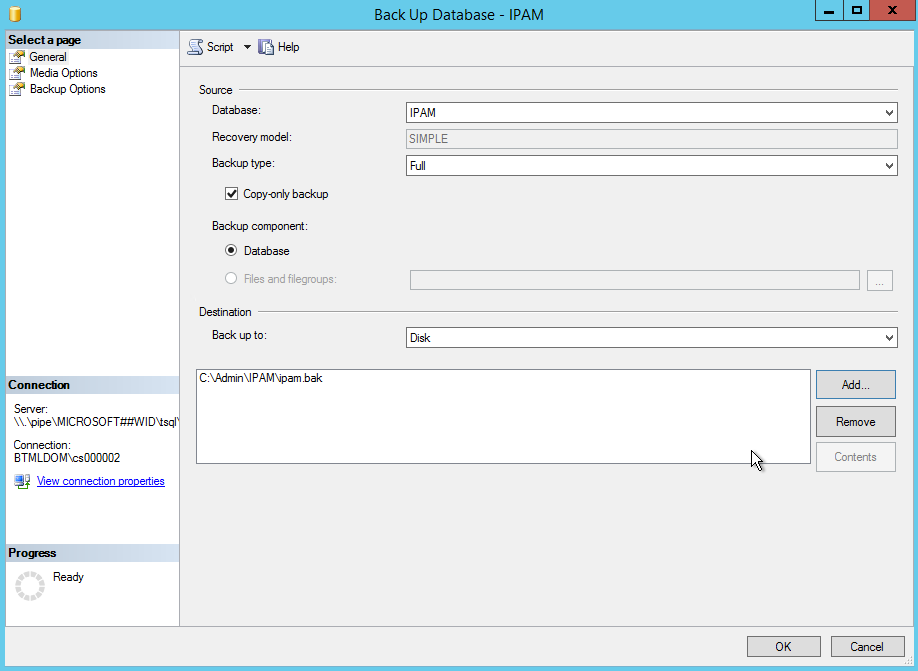 Back Up Database - IPAM
Select a page
General
Media Options
Backup Options
Script
Help
Source
Database:
IPAM
Recovery model:
SIMPLE
Backup type:
Full
Copy-only backup
Backup component:
Database
Files and filegroups:
...
Destination
Back up to:
Disk
C:\Admin\IPAM\ipam.bak
Add...
Remove
Contents
Connection
Server:
\\.\pipe\MICROSOFT##WID\tsql\
Connection:
BTMLDOM\cs000002
View connection properties
Progress
Ready
OK
Cancel